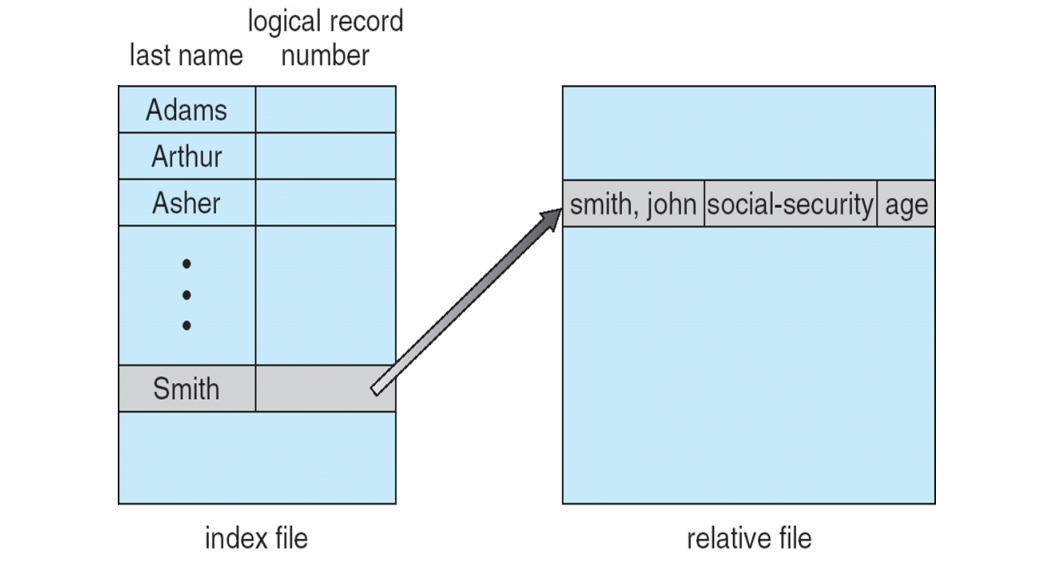 last name
logical record
number
Adams
Arthur
Asher
Smith
smith, john
social-security
age
index file
relative file